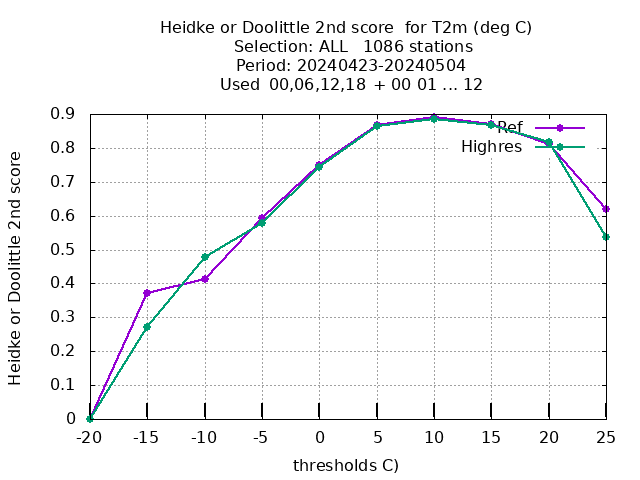 Heidke or Doolittle 2nd score  for T2m (deg C)
Selection: ALL   1086 stations
Period: 20240423-20240504
Used  00,06,12,18  + 00 01 ... 12
Heidke or Doolittle 2nd score
0.9
0.8
0.7
0.6
0.5
0.4
0.3
0.2
0.1
0
Ref
Highres
-20 -15 -10 -5 0 5 10 15 20 25
thresholds C)